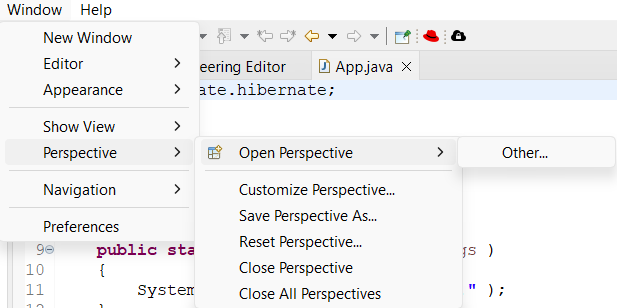 Window Help
New Window
Editor
Appearance
Show View
Perspective
Navigation
Preferences
Open Perspective
Customize Perspective...
Save Perspective As...
Reset Perspective...
Close Perspective
Close All Perspectives
Other...
eering Editor App.java
ate.hibernate;
9 public sta gs )
10 {
11 System " );